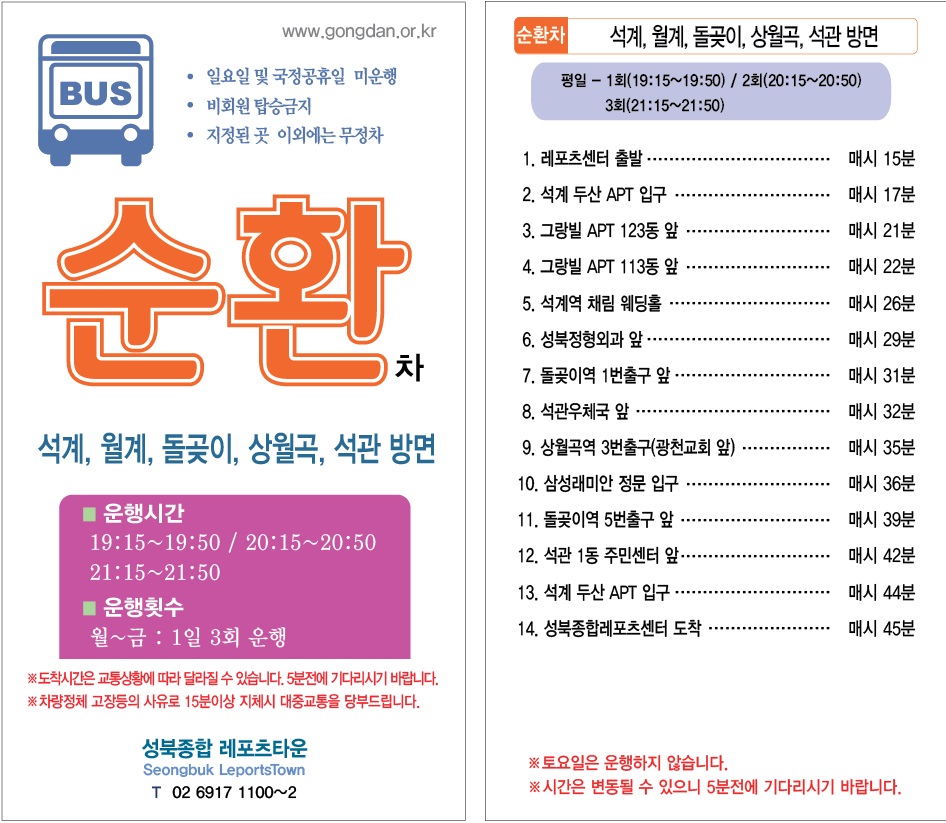 www.gongdan.or.kr
BUS
• 일요일 및 국정공휴일 미운행
• 비회원 탑승금지
• 지정된 곳 이외에는 무정차
순환차
석계, 월계, 돌곶이, 상월곡, 석관 방면
■ 운행시간
19:15~19:50 / 20:15~20:50
21:15~21:50
■ 운행횟수
월~금 : 1일 3회 운행
※도착시간은 교통상황에 따라 달라질 수 있습니다. 5분전에 기다리시기 바랍니다.
※차량정체 고장등의 사유로 15분이상 지체시 대중교통을 당부드립니다.
성북종합 레포츠타운
Seongbuk LeportsTown
T 02 6917 1100~2
순환차 석계, 월계, 돌곶이, 상월곡, 석관 방면
평일 - 1회(19:15~19:50) / 2회(20:15~20:50)
3회(21:15~21:50)
1. 레포츠센터 출발 ······························ 매시 15분
2. 석계 두산 APT 입구 ·························· 매시 17분
3. 그랑빌 APT 123동 앞 ························ 매시 21분
4. 그랑빌 APT 113동 앞 ························ 매시 22분
5. 석계역 채림 웨딩홀 ··························· 매시 26분
6. 성북정형외과 앞 ······························ 매시 29분
7. 돌곶이역 1번출구 앞 ·························· 매시 31분
8. 석관우체국 앞 ································ 매시 32분
9. 상월곡역 3번출구(광천교회 앞) ··············· 매시 35분
10. 삼성래미안 정문 입구 ························ 매시 36분
11. 돌곶이역 5번출구 앞 ························· 매시 39분
12. 석관 1동 주민센터 앞 ························· 매시 42분
13. 석계 두산 APT 입구 ·························· 매시 44분
14. 성북종합레포츠센터 도착 ···················· 매시 45분
※토요일은 운행하지 않습니다.
※시간은 변동될 수 있으니 5분전에 기다리시기 바랍니다.